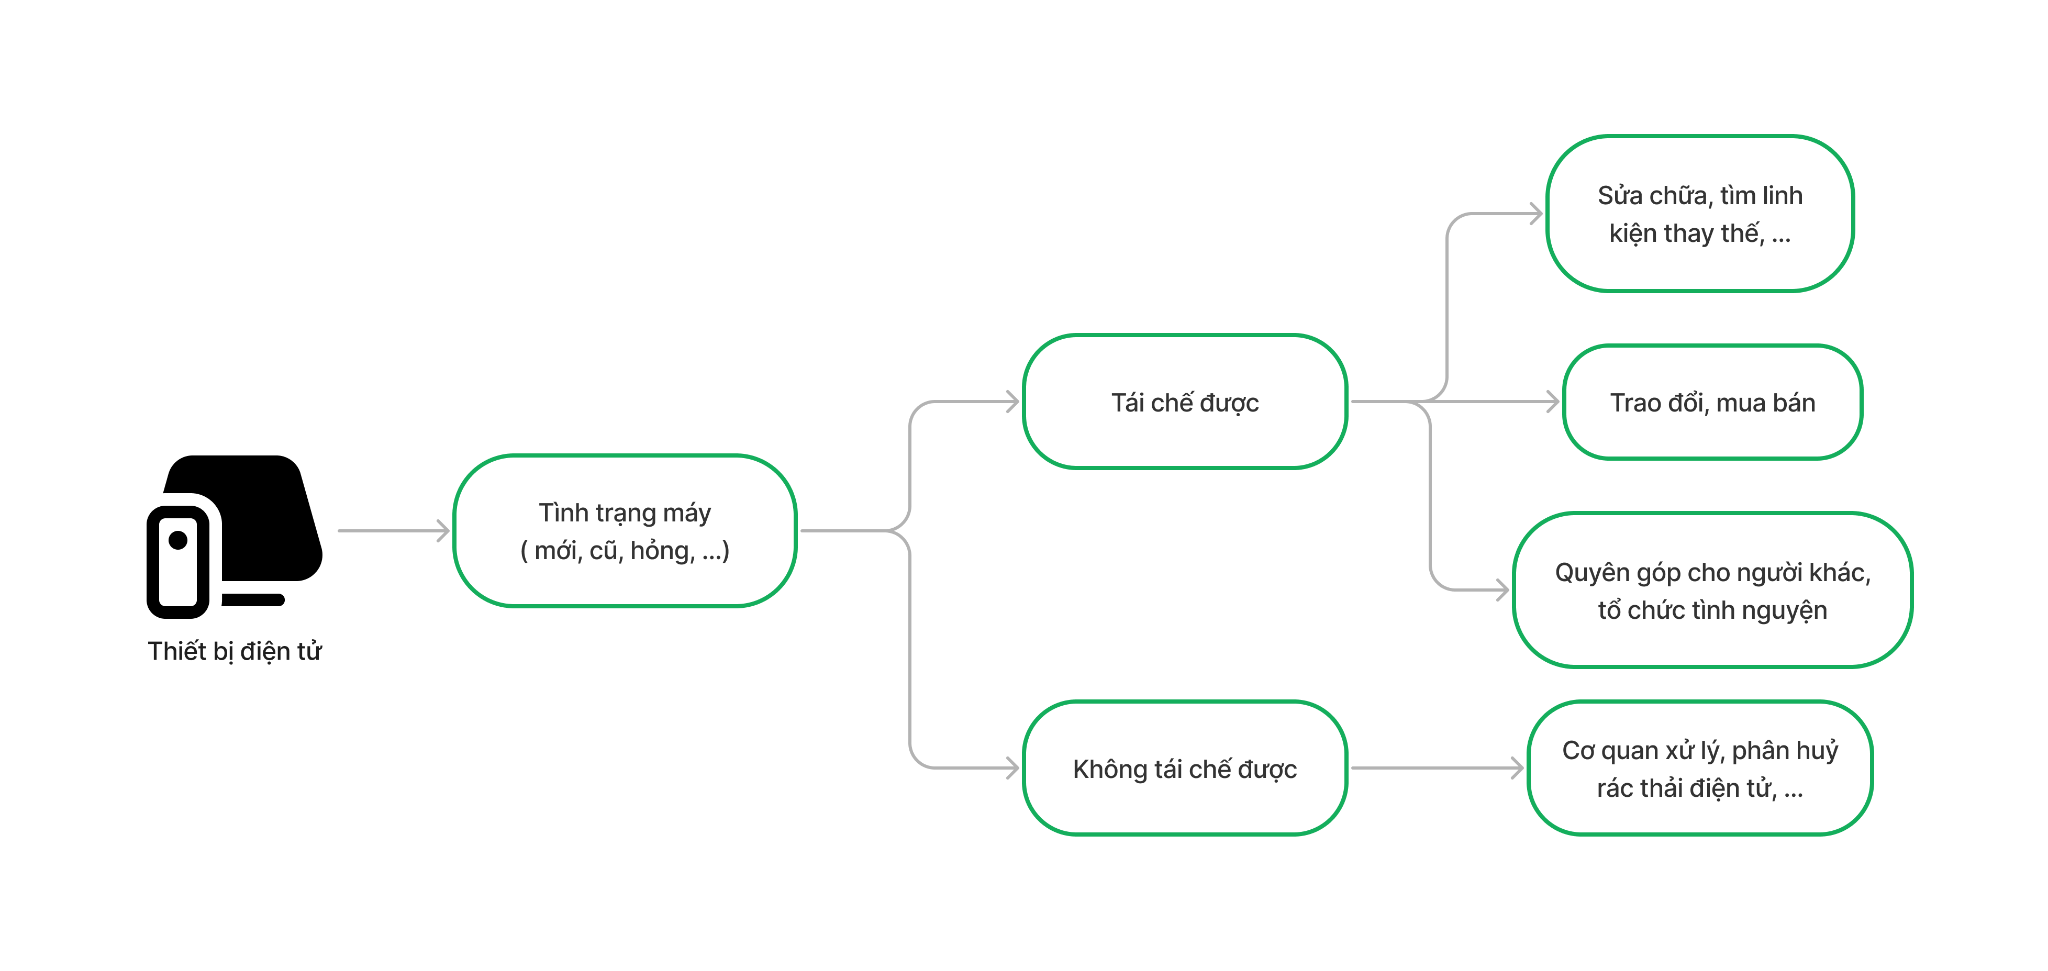 Thiết bị điện tử
Tình trạng máy
( mới, cũ, hỏng, ...)
Tái chế được
Không tái chế được
Sửa chữa, tìm linh
kiện thay thế, ...
Trao đổi, mua bán
Quyên góp cho người khác,
tổ chức tình nguyện
Cơ quan xử lý, phân huỷ
rác thải điện tử, ...